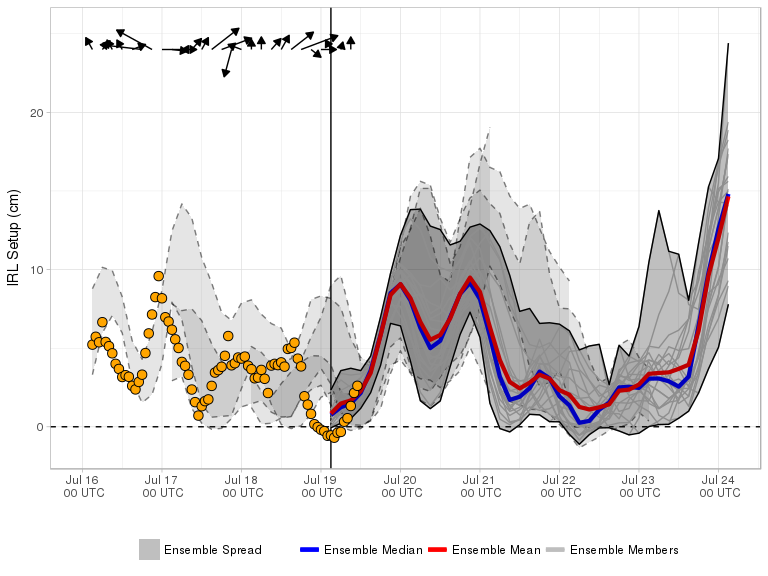 IRL Setup (cm)
20
10
0
Jul 16 Jul 17 Jul 18 Jul 19 Jul 20 Jul 21 Jul 22 Jul 23 Jul 24
00 UTC 00 UTC 00 UTC 00 UTC 00 UTC 00 UTC 00 UTC 00 UTC 00 UTC
Ensemble Spread Ensemble Median Ensemble Mean Ensemble Members